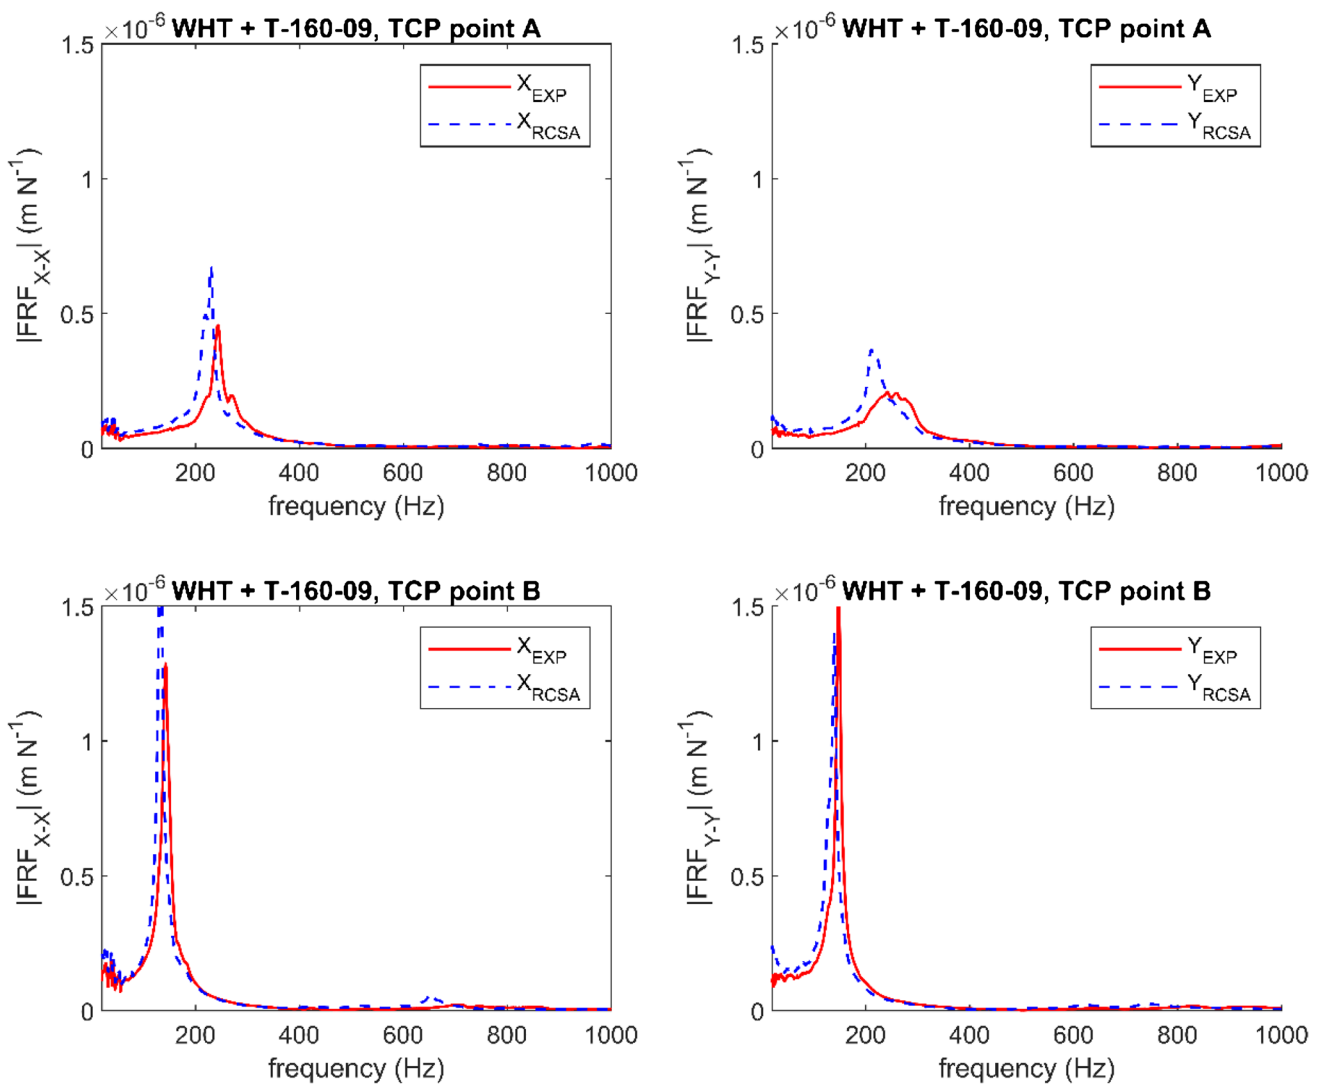 ×10⁻⁶ WHT + T-160-09, TCP point A
1.5
1
0.5
0
|FRF_X-X| (m N⁻¹)
X_EXP
X_RCSA
200 400 600 800 1000
frequency (Hz)
×10⁻⁶ WHT + T-160-09, TCP point A
1.5
1
0.5
0
|FRF_Y-Y| (m N⁻¹)
Y_EXP
Y_RCSA
200 400 600 800 1000
frequency (Hz)
×10⁻⁶ WHT + T-160-09, TCP point B
1.5
1
0.5
0
|FRF_X-X| (m N⁻¹)
X_EXP
X_RCSA
200 400 600 800 1000
frequency (Hz)
×10⁻⁶ WHT + T-160-09, TCP point B
1.5
1
0.5
0
|FRF_Y-Y| (m N⁻¹)
Y_EXP
Y_RCSA
200 400 600 800 1000
frequency (Hz)